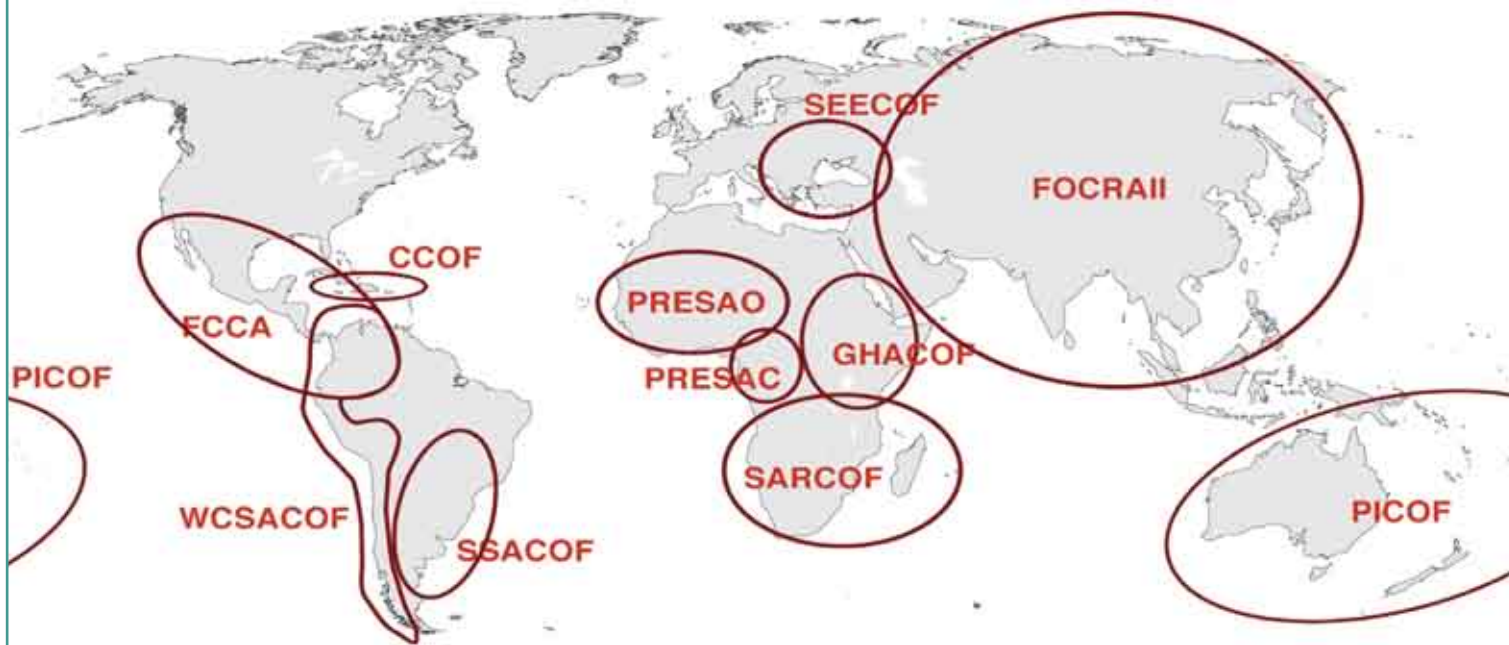 SEECOF
FOCRAII
CCOF
PRESAO
FCCA
GHACOF
PICOF
PRESAC
SARCOF
WCSACOF
PICOF
SSACOF